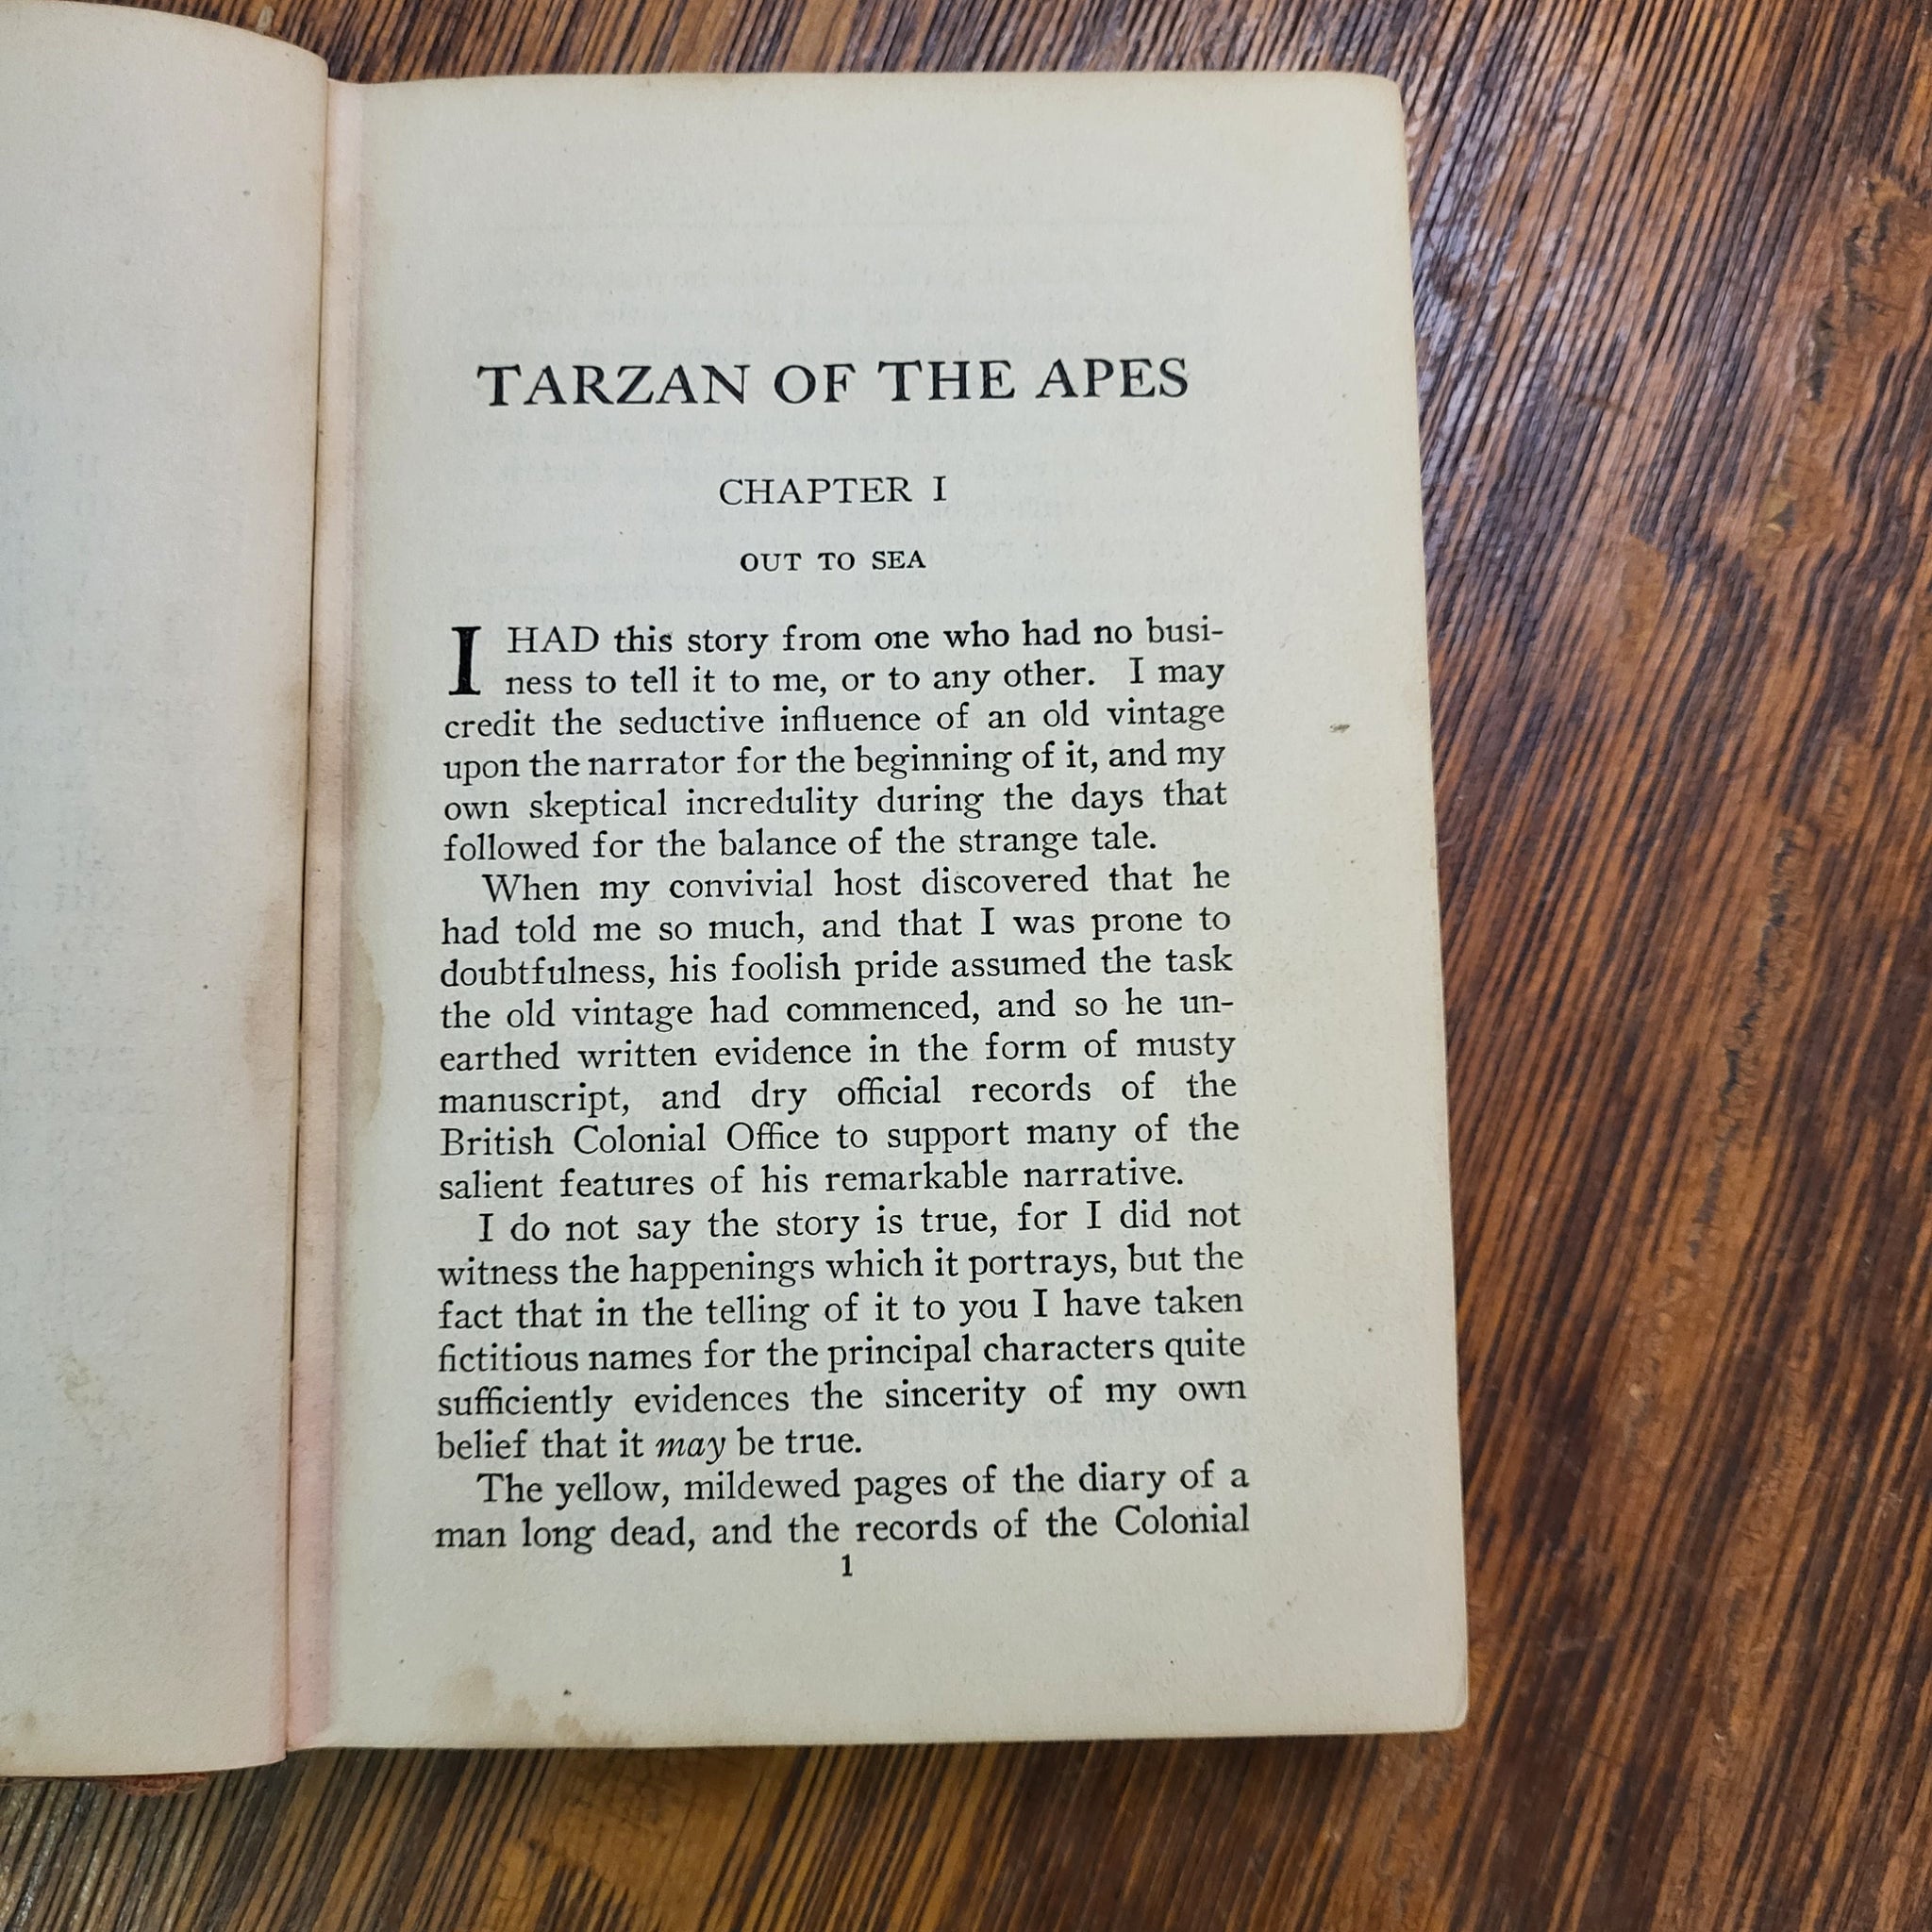 TARZAN OF THE APES
CHAPTER I
OUT TO SEA
I HAD this story from one who had no busi-
ness to tell it to me, or to any other. I may
credit the seductive influence of an old vintage
upon the narrator for the beginning of it, and my
own skeptical incredulity during the days that
followed for the balance of the strange tale.
When my convivial host discovered that he
had told me so much, and that I was prone to
doubtfulness, his foolish pride assumed the task
the old vintage had commenced, and so he un-
earthed written evidence in the form of musty
manuscript, and dry official records of the
British Colonial Office to support many of the
salient features of his remarkable narrative.
I do not say the story is true, for I did not
witness the happenings which it portrays, but the
fact that in the telling of it to you I have taken
fictitious names for the principal characters quite
sufficiently evidences the sincerity of my own
belief that it may be true.
The yellow, mildewed pages of the diary of a
man long dead, and the records of the Colonial
1